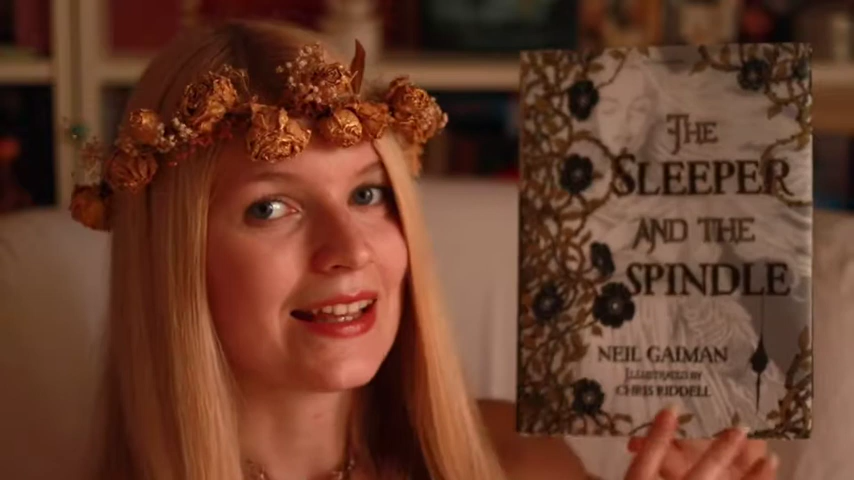 THE
SLEEPER
AND THE
SPINDLE
NEIL GAIMAN
ILLUSTRATED BY
CHRIS RIDDELL